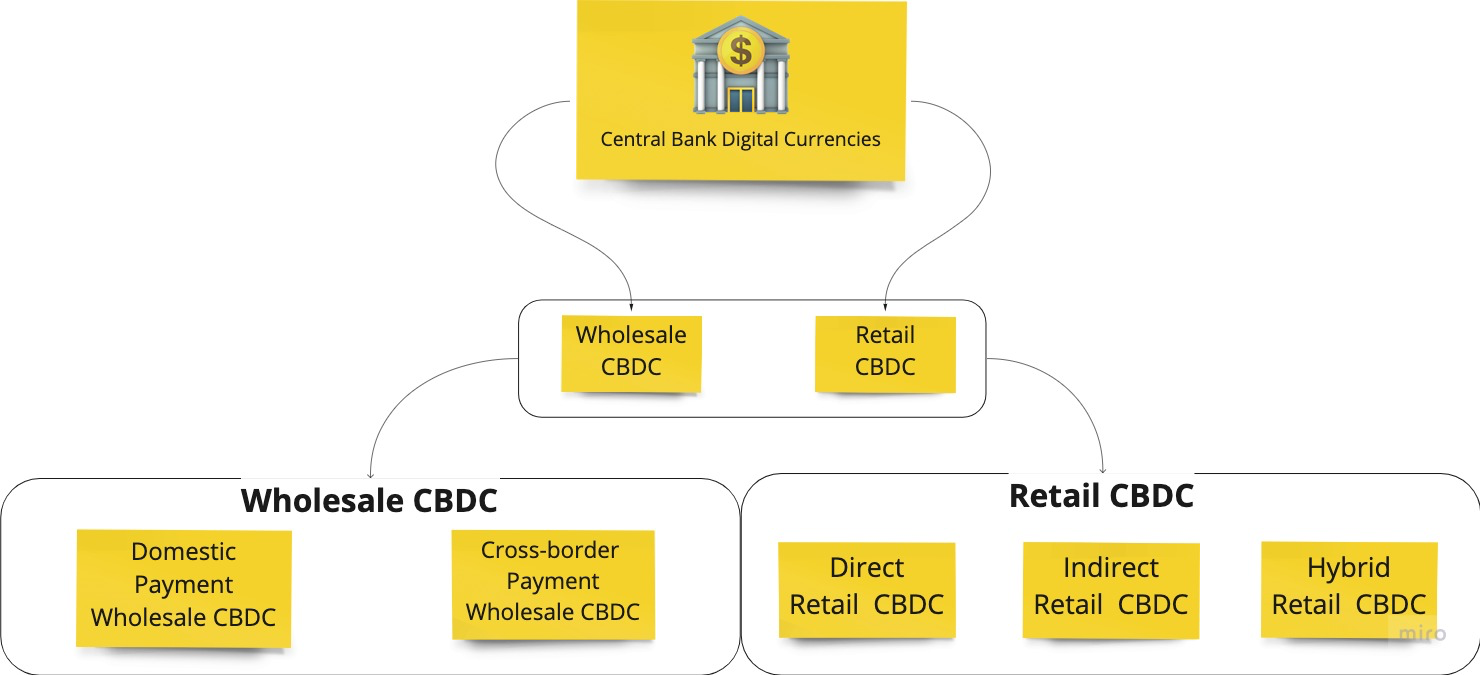 $
Central Bank Digital Currencies
Wholesale
CBDC
Retail
CBDC
Wholesale CBDC
Domestic
Payment
Wholesale CBDC
Cross-border
Payment
Wholesale CBDC
Retail CBDC
Direct
Retail CBDC
Indirect
Retail CBDC
Hybrid
Retail CBDC
miro